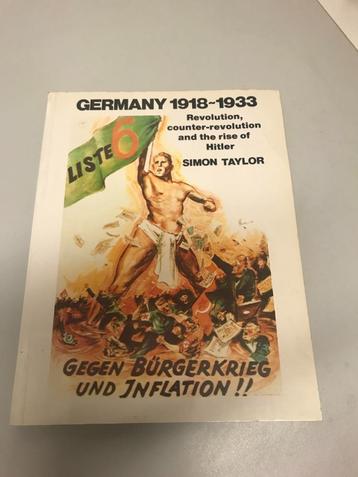 GERMANY 1918~1933
Revolution,
counter-revolution
and the rise of
Hitler
SIMON TAYLOR
LISTE 6
GEGEN BÜRGERKRIEG
UND INFLATION!!